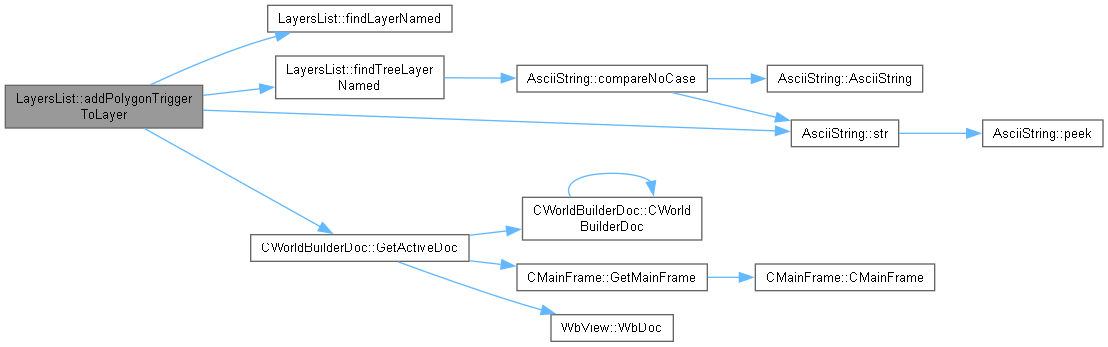 LayersList::findLayerNamed
LayersList::findTreeLayer
Named
AsciiString::compareNoCase
AsciiString::AsciiString
LayersList::addPolygonTrigger
ToLayer
AsciiString::str
AsciiString::peek
CWorldBuilderDoc::CWorld
BuilderDoc
CWorldBuilderDoc::GetActiveDoc
CMainFrame::GetMainFrame
CMainFrame::CMainFrame
WbView::WbDoc